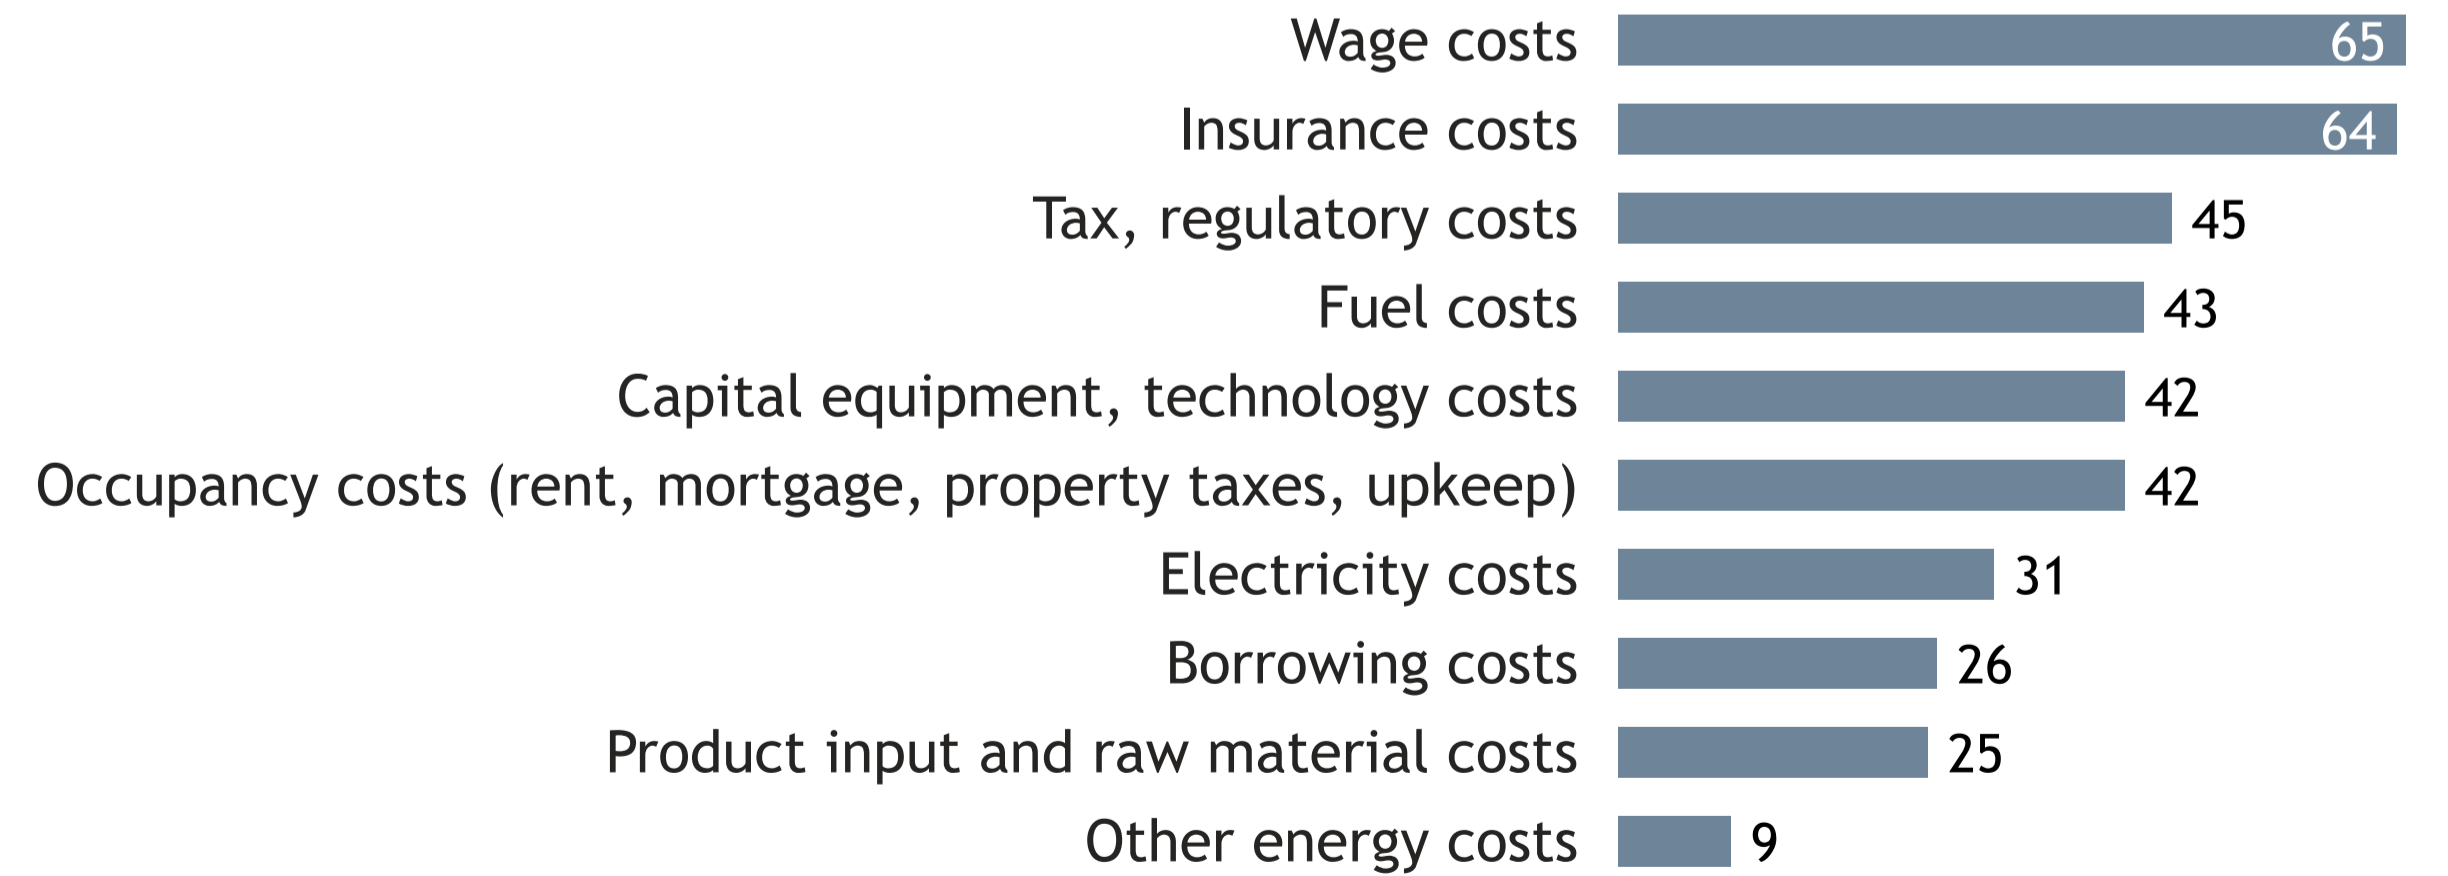 Wage costs 65
Insurance costs 64
Tax, regulatory costs 45
Fuel costs 43
Capital equipment, technology costs 42
Occupancy costs (rent, mortgage, property taxes, upkeep) 42
Electricity costs 31
Borrowing costs 26
Product input and raw material costs 25
Other energy costs 9